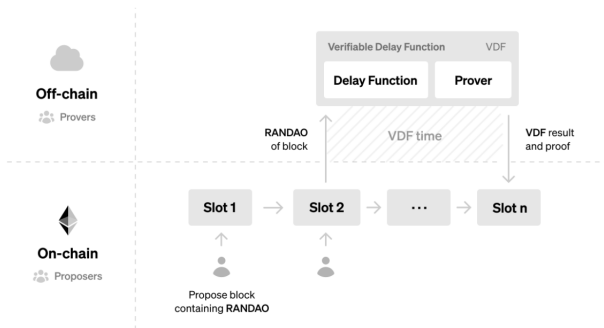 Verifiable Delay Function VDF
Delay Function Prover
Off-chain
Provers
RANDAO
of block
VDF time
VDF result
and proof
Slot 1 Slot 2 ··· Slot n
On-chain
Proposers
Propose block
containing RANDAO